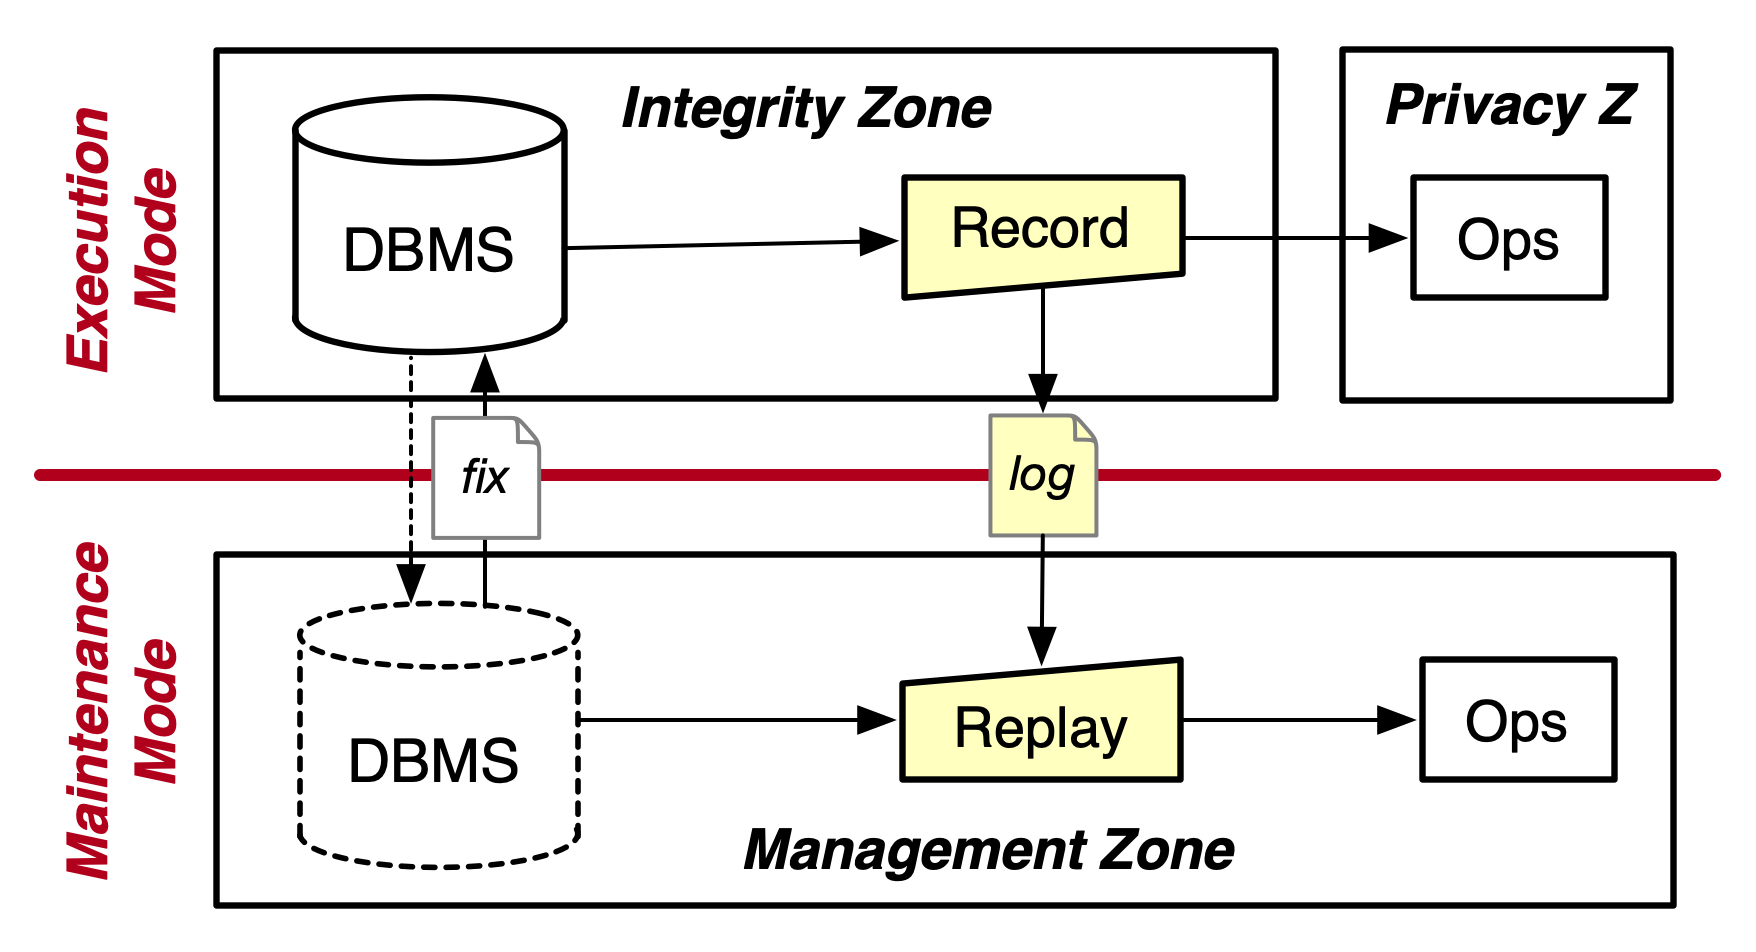 Execution
Mode
Integrity Zone
Privacy Z
DBMS
Record
Ops
fix
log
Maintenance
Mode
DBMS
Replay
Ops
Management Zone